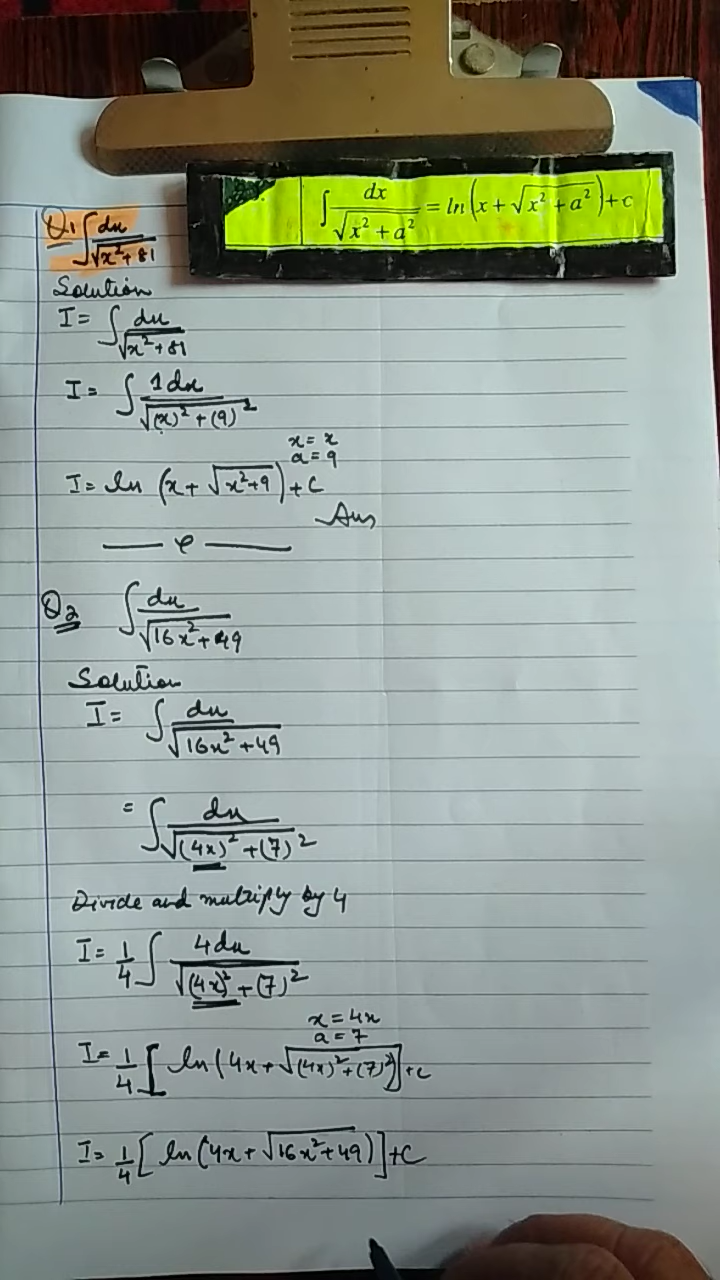 ∫ dx / √(x² + a²) = ln(x + √(x² + a²)) + c
Q.1 ∫ dx / √(x² + 81)
Solution
I = ∫ dx / √(x² + 81)
I = ∫ 1dx / √((x)² + (9)²)
x = x
a = 9
I = ln (x + √(x² + 9)) + C
Ans
Q2 ∫ dx / √(16x² + 49)
Solution
I = ∫ dx / √(16x² + 49)
= ∫ dx / √((4x)² + (7)²)
Divide and multiply by 4
I = 1/4 ∫ 4dx / √((4x)² + (7)²)
x = 4x
a = 7
I = 1/4 [ ln (4x + √((4x)² + (7)²)] + c
I = 1/4 [ ln (4x + √(16x² + 49))] + C